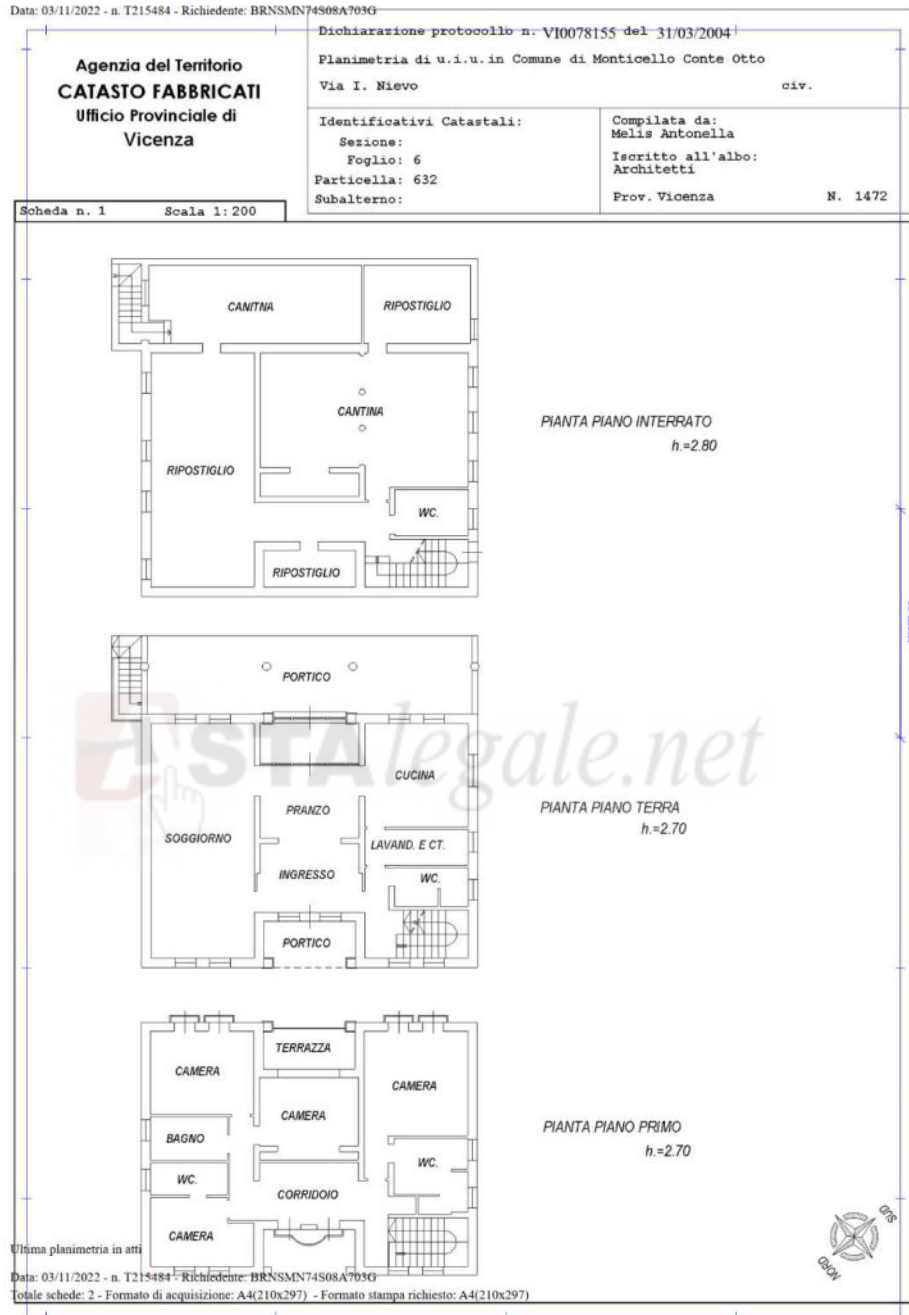 Data: 03/11/2022 - n. T215484 - Richiedente: BRNSMN74S08A703G
Agenzia del Territorio
CATASTO FABBRICATI
Ufficio Provinciale di
Vicenza
Dichiarazione protocollo n. VI0078155 del 31/03/2004
Planimetria di u.i.u. in Comune di Monticello Conte Otto
Via I. Nievo civ.
Identificativi Catastali:
Sezione:
Foglio: 6
Particella: 632
Subalterno:
Compilata da:
Melis Antonella
Iscritto all'albo:
Architetti
Prov. Vicenza N. 1472
Scheda n. 1 Scala 1:200
CANITNA
RIPOSTIGLIO
CANTINA
RIPOSTIGLIO
WC.
RIPOSTIGLIO
PIANTA PIANO INTERRATO
h.=2.80
PORTICO
CUCINA
PRANZO
SOGGIORNO
LAVAND. E CT.
INGRESSO
WC.
PORTICO
PIANTA PIANO TERRA
h.=2.70
ASTAlegale.net
TERRAZZA
CAMERA
CAMERA
CAMERA
BAGNO
WC.
WC.
CORRIDOIO
CAMERA
PIANTA PIANO PRIMO
h.=2.70
SUD
NORD
Ultima planimetria in atti
Data: 03/11/2022 - n. T215484 - Richiedente: BRNSMN74S08A703G
Totale schede: 2 - Formato di acquisizione: A4(210x297) - Formato stampa richiesto: A4(210x297)